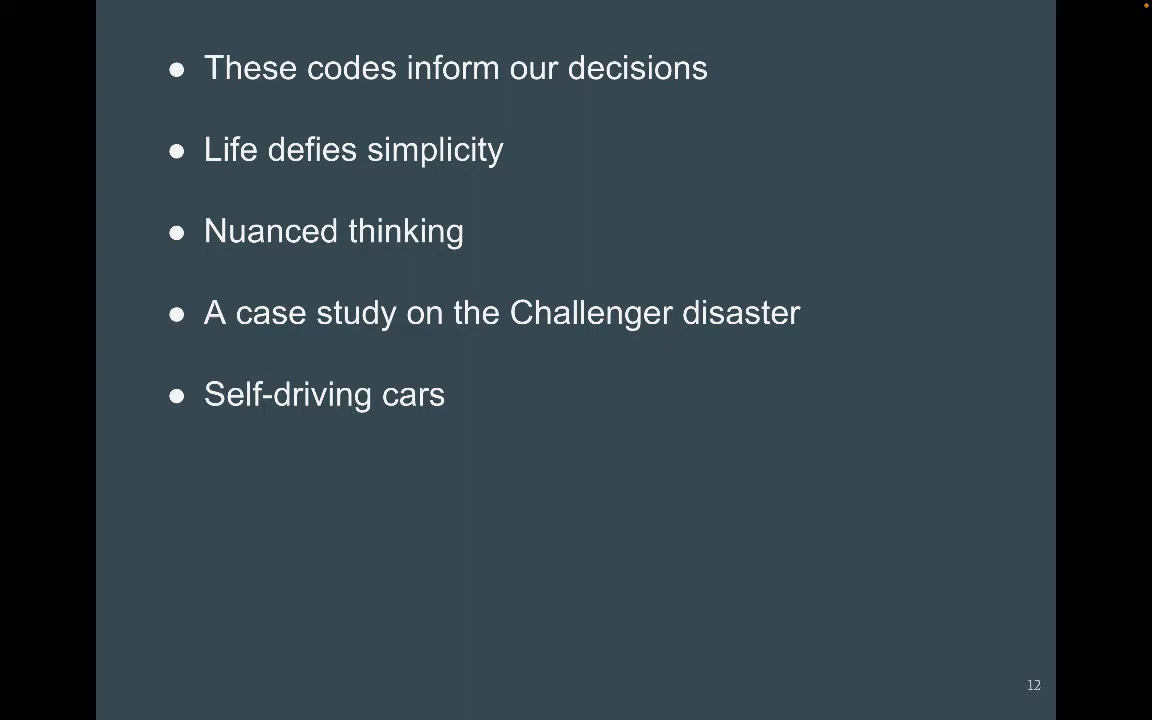 ● These codes inform our decisions
● Life defies simplicity
● Nuanced thinking
● A case study on the Challenger disaster
● Self-driving cars
12